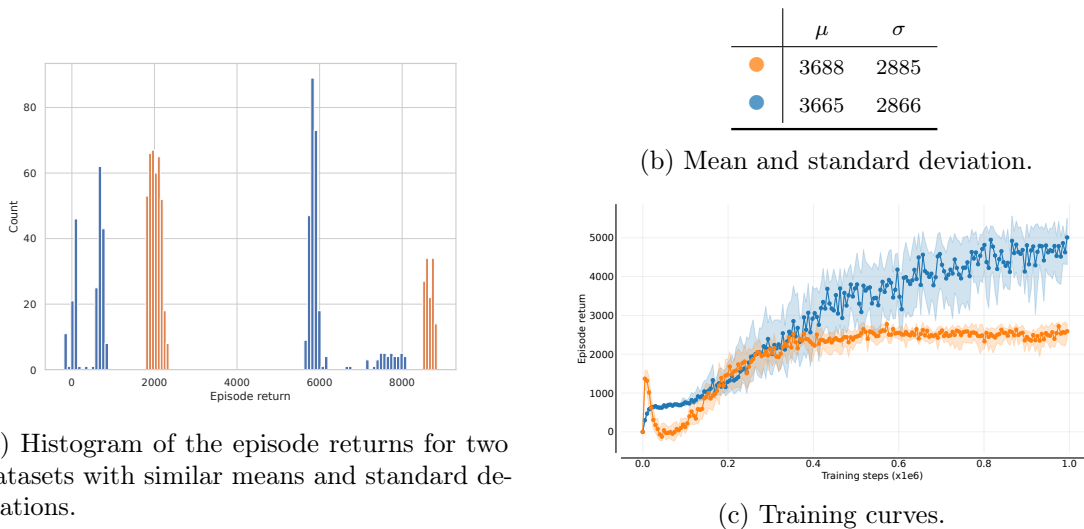 80
60
40
20
0
Count
0 2000 4000 6000 8000
Episode return
) Histogram of the episode returns for two
atasets with similar means and standard de-
ations.
μ σ
3688 2885
3665 2866
(b) Mean and standard deviation.
5000
4000
3000
2000
1000
0
Episode return
0.0 0.2 0.4 0.6 0.8 1.0
Training steps (x1e6)
(c) Training curves.